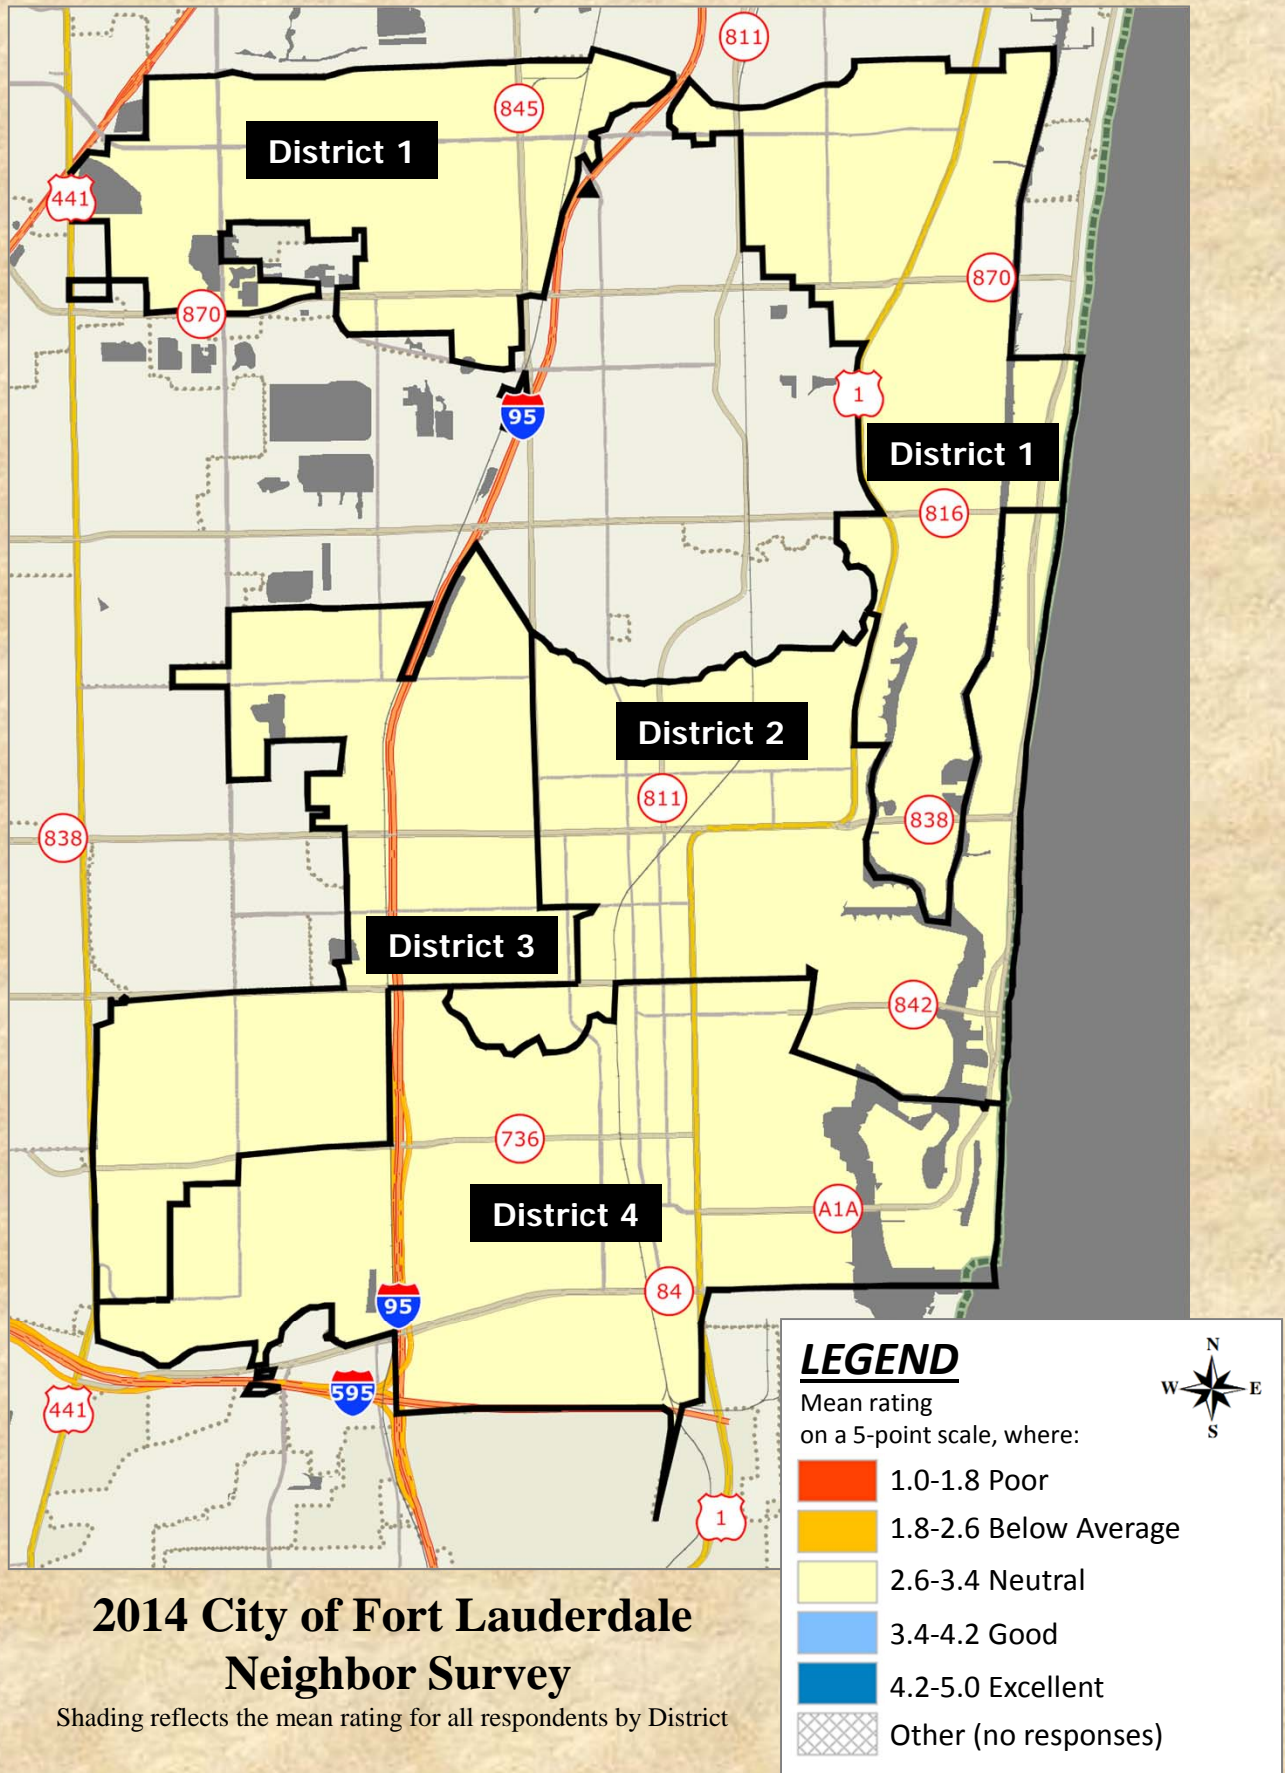 811
845
District 1
441
870
870
95
1
District 1
816
District 2
811
838
838
District 3
842
736
District 4
A1A
84
95
595
441
1
LEGEND
Mean rating
on a 5-point scale, where:
N
W E
S
1.0-1.8 Poor
1.8-2.6 Below Average
2.6-3.4 Neutral
3.4-4.2 Good
4.2-5.0 Excellent
Other (no responses)
2014 City of Fort Lauderdale
Neighbor Survey
Shading reflects the mean rating for all respondents by District